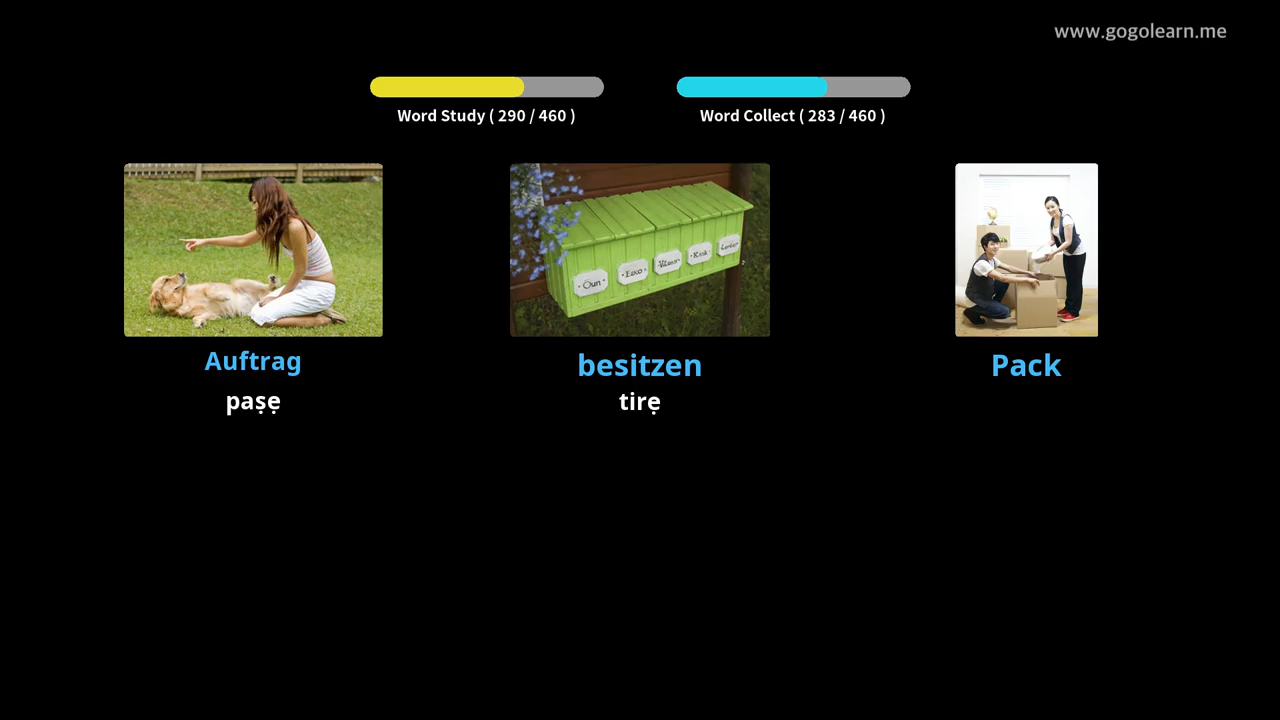 www.gogolearn.me
Word Study ( 290 / 460 )
Word Collect ( 283 / 460 )
Auftrag
besitzen
Pack
paṣẹ
tirẹ